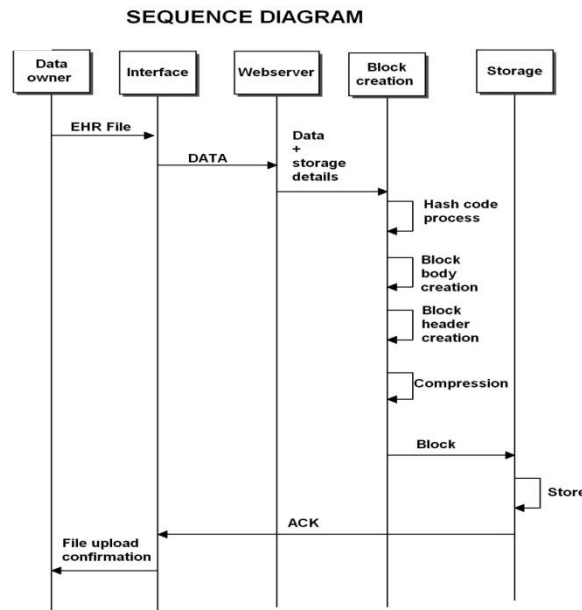 SEQUENCE DIAGRAM
Data
owner
Interface
Webserver
Block
creation
Storage
EHR File
DATA
Data
+
storage
details
Hash code
process
Block
body
creation
Block
header
creation
Compression
Block
Store
ACK
File upload
confirmation